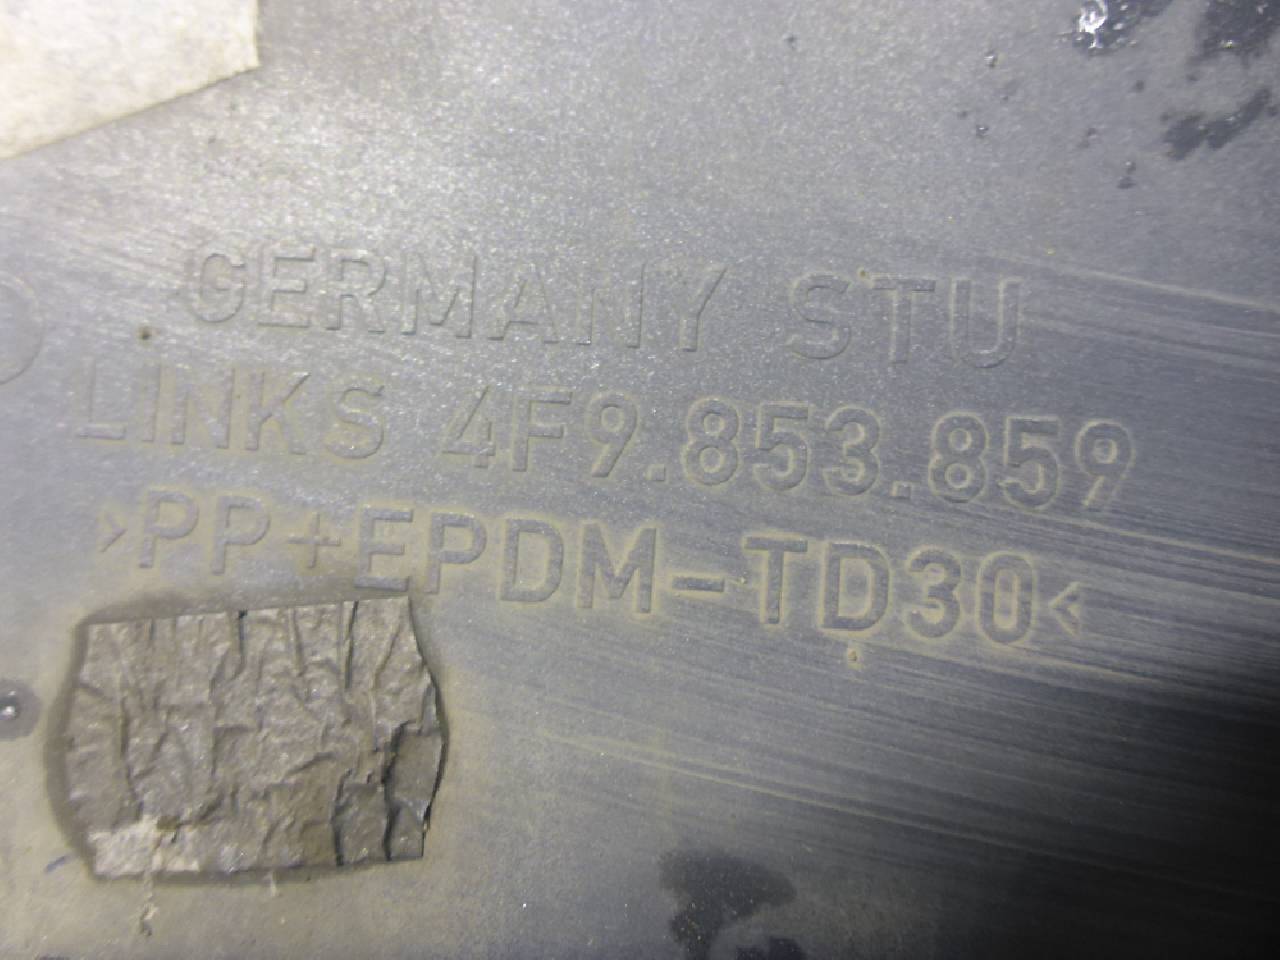 GERMANY STU
LINKS 4F9.853.859
>PP+EPDM-TD30<